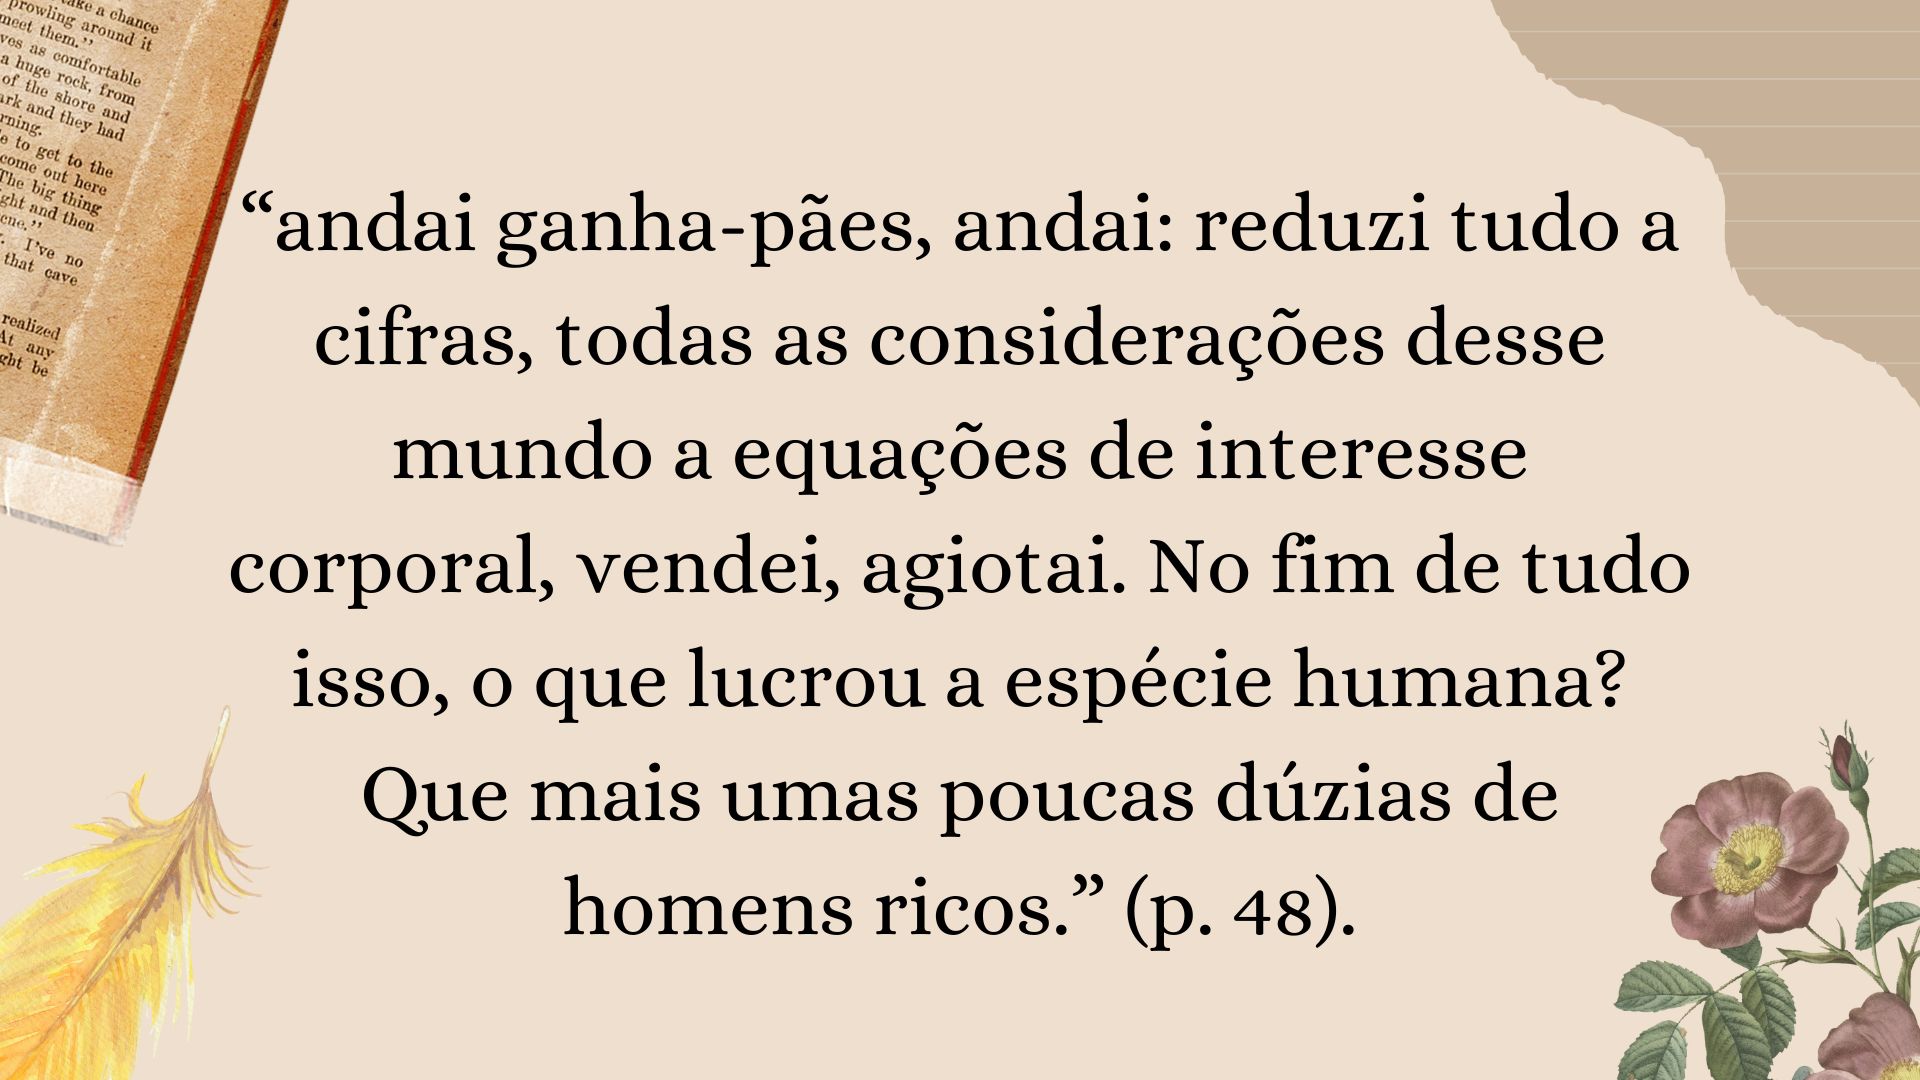 take a chance
prowling around it
meet them.”
ves as comfortable
a huge rock, from
of the shore and
ark and they had
rning.
e to get to the
come out here
The big thing
ght and then
cne.”
I've no
that cave
realized
At any
ght be
“andai ganha-pães, andai: reduzi tudo a
cifras, todas as considerações desse
mundo a equações de interesse
corporal, vendei, agiotai. No fim de tudo
isso, o que lucrou a espécie humana?
Que mais umas poucas dúzias de
homens ricos.” (p. 48).